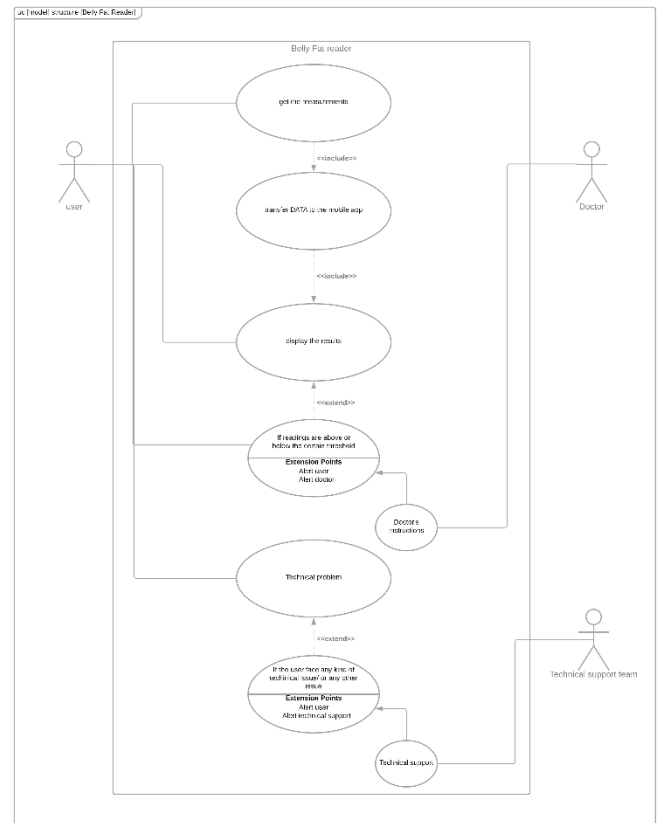 uc [model] structure [Belly Fat Reader]
Belly Fat reader
get the measurements
<<include>>
user
Doctor
transfer DATA to the mobile app
<<include>>
display the results
<<extend>>
If readings are above or
below the certain threshold
Extension Points
Alert user
Alert doctor
Doctor's
instructions
Technical problem
<<extend>>
If the user face any kind of
technical issue/ or any other
issue
Extension Points
Alert user
Alert technical support
Technical support team
Technical support